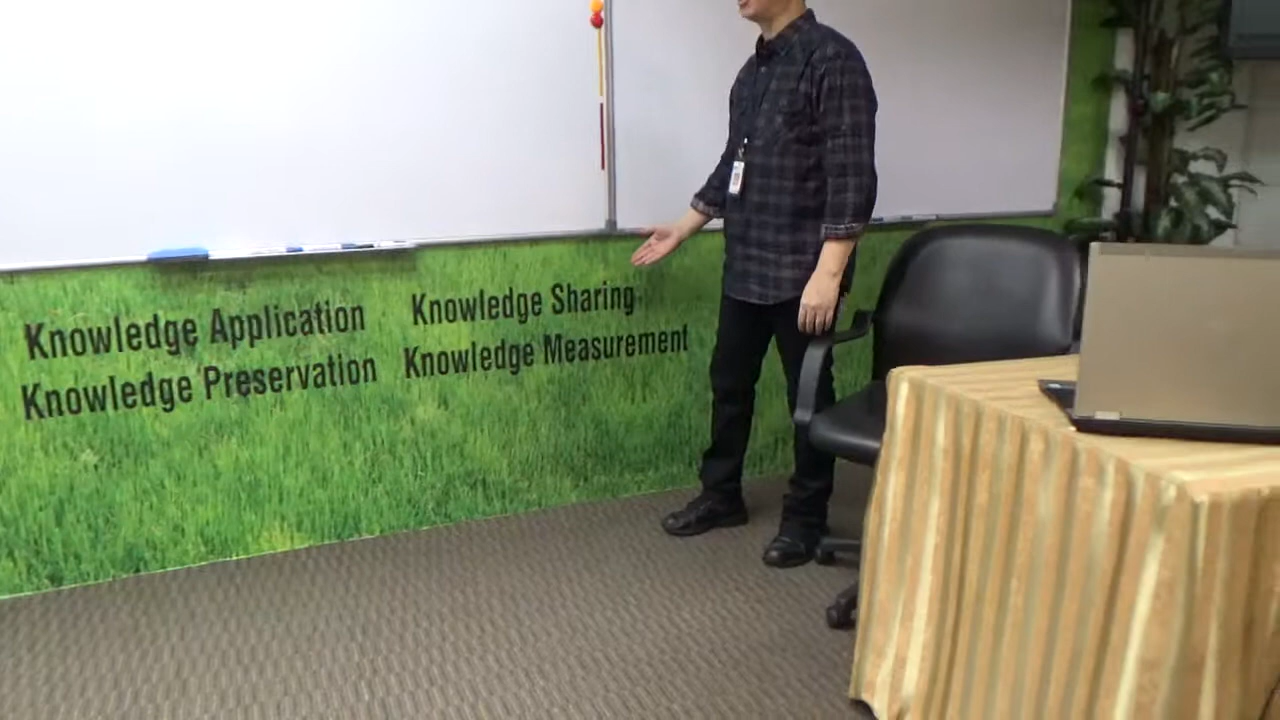 Knowledge Application
Knowledge Preservation
Knowledge Sharing
Knowledge Measurement